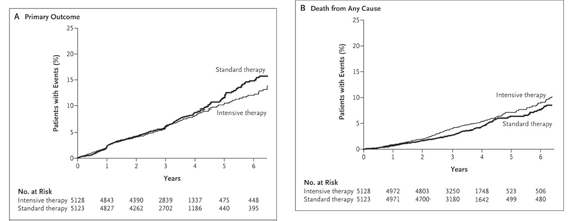 A Primary Outcome
25
20
15
10
5
0
Patients with Events (%)
Standard therapy
Intensive therapy
0 1 2 3 4 5 6
Years
No. at Risk
Intensive therapy 5128 4843 4390 2839 1337 475 448
Standard therapy 5123 4827 4262 2702 1186 440 395
B Death from Any Cause
25
20
15
10
5
0
Patients with Events (%)
Intensive therapy
Standard therapy
0 1 2 3 4 5 6
Years
No. at Risk
Intensive therapy 5128 4972 4803 3250 1748 523 506
Standard therapy 5123 4971 4700 3180 1642 499 480